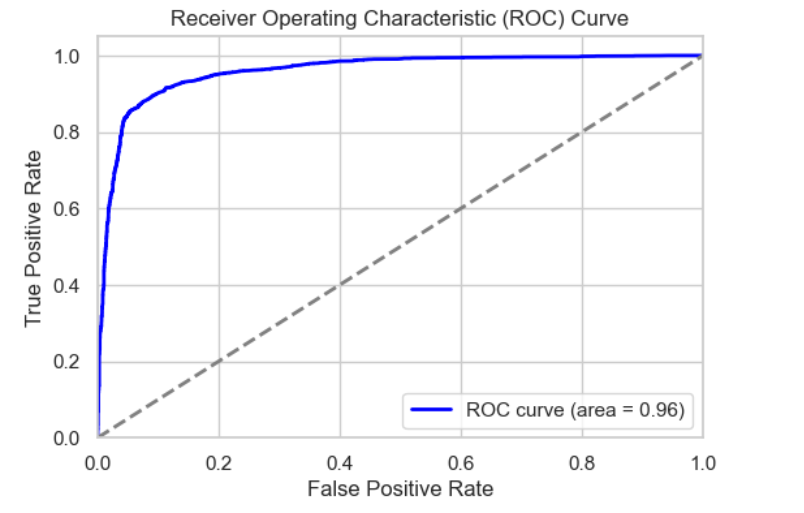 Receiver Operating Characteristic (ROC) Curve
True Positive Rate
1.0
0.8
0.6
0.4
0.2
0.0
ROC curve (area = 0.96)
0.0 0.2 0.4 0.6 0.8 1.0
False Positive Rate